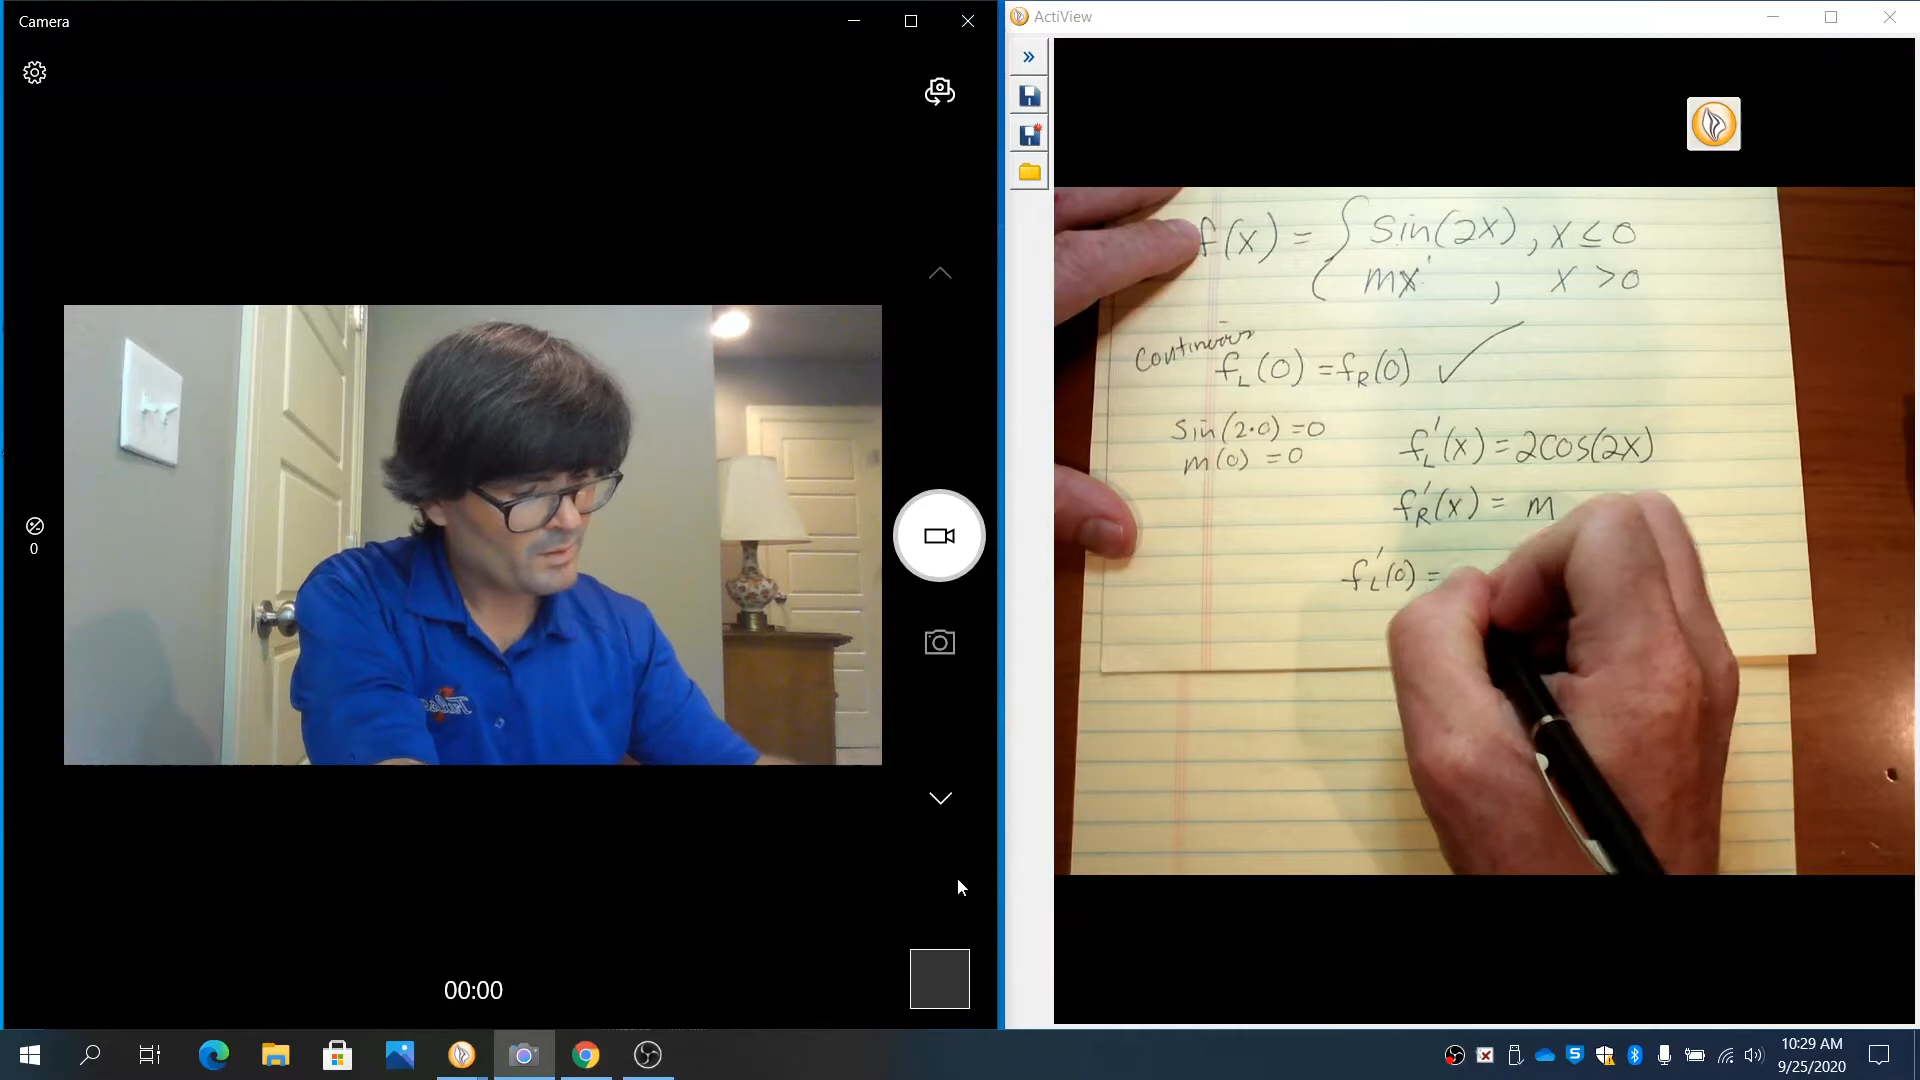 Camera
ActiView
0
00:00
f(x) = { sin(2x), x ≤ 0
mx , x > 0
Continuous
f_L(0) = f_R(0) ✓
sin(2·0) = 0
m(0) = 0
f_L'(x) = 2cos(2x)
f_R'(x) = m
f_L'(0) =
10:29 AM
9/25/2020